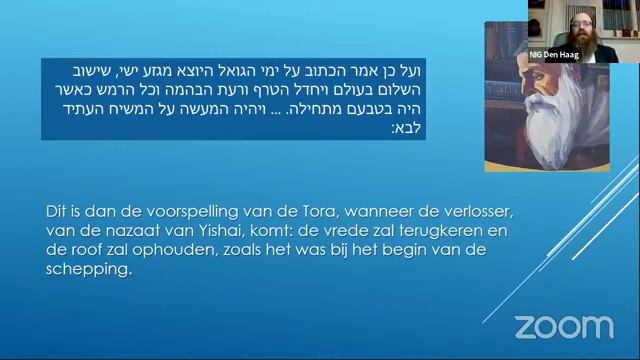 NIG Den Haag
ועל כן אמר הכתוב על ימי הגואל היוצא מגזע ישי, שישוב
השלום בעולם ויחדל הטרף ורעת הבהמה וכל הרמש כאשר
היה בטבעם מתחילה. ... ויהיה המעשה על המשיח העתיד
לבא:
Dit is dan de voorspelling van de Tora, wanneer de verlosser,
van de nazaat van Yishai, komt: de vrede zal terugkeren en
de roof zal ophouden, zoals het was bij het begin van de
schepping.
zoom